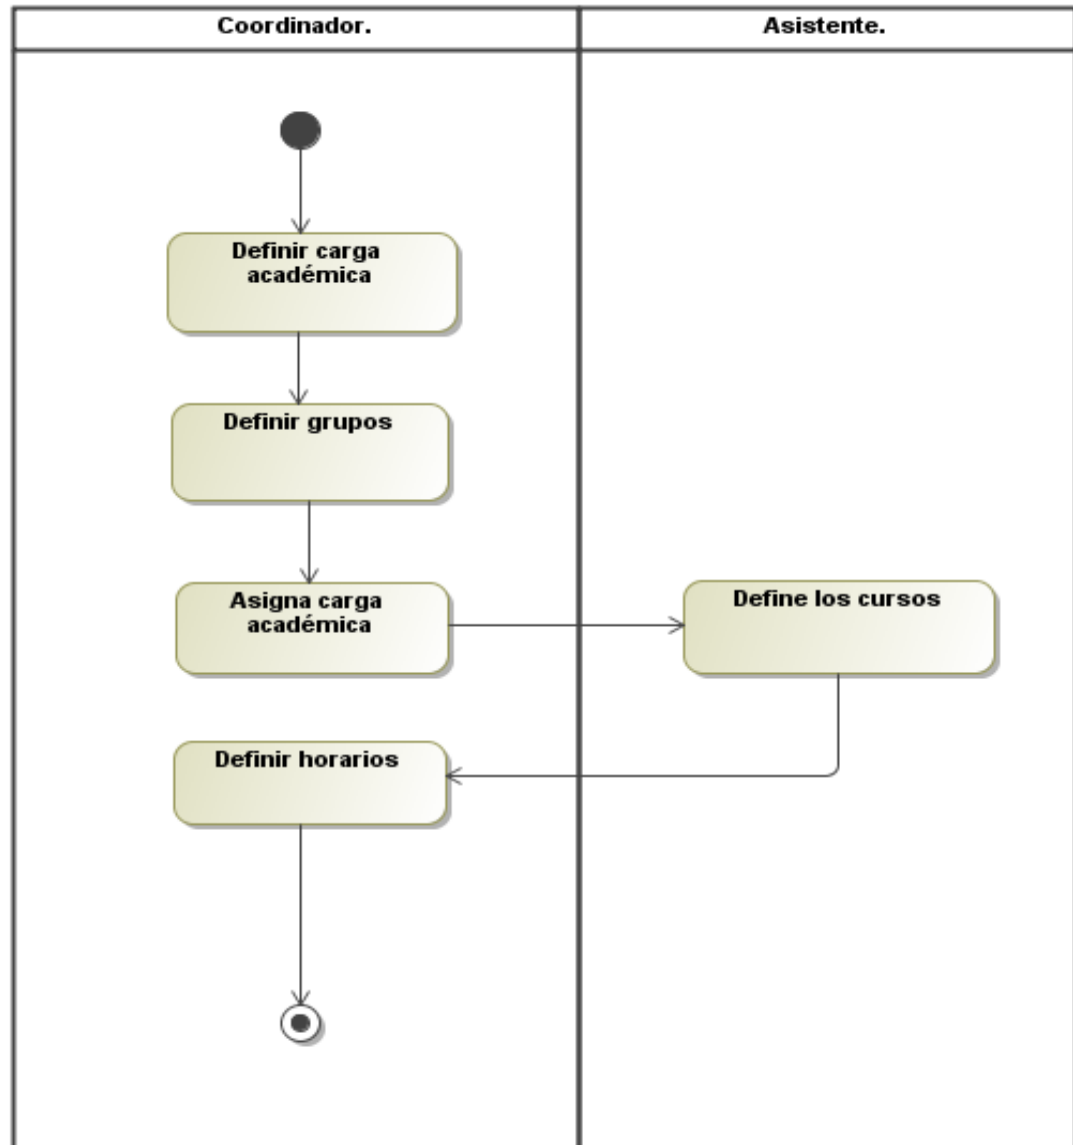 Coordinador.
Asistente.
Definir carga
académica
Definir grupos
Asigna carga
académica
Define los cursos
Definir horarios